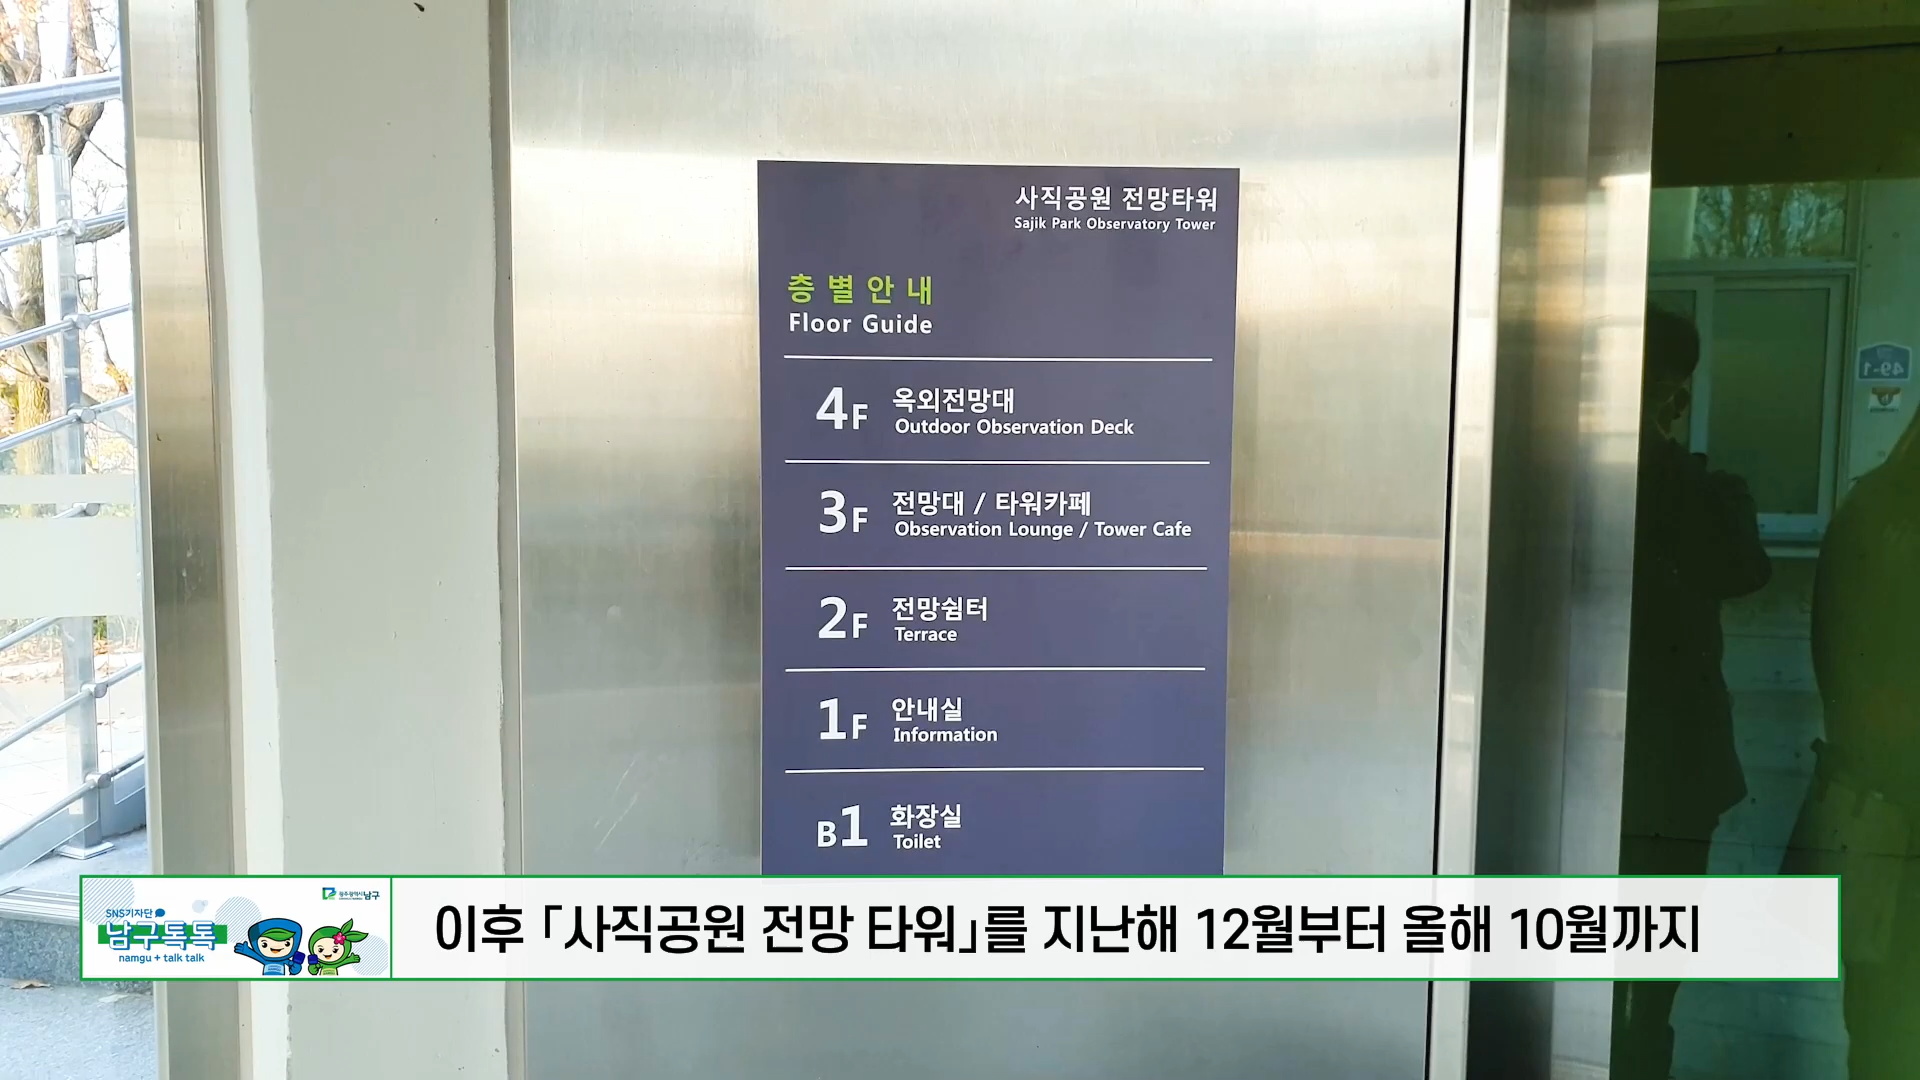 사직공원 전망타워
Sajik Park Observatory Tower
층별안내
Floor Guide
4F 옥외전망대
Outdoor Observation Deck
3F 전망대 / 타워카페
Observation Lounge / Tower Cafe
2F 전망쉼터
Terrace
1F 안내실
Information
B1 화장실
Toilet
49-1
광주광역시남구
SNS기자단
남구톡톡
namgu + talk talk
이후 「사직공원 전망 타워」를 지난해 12월부터 올해 10월까지